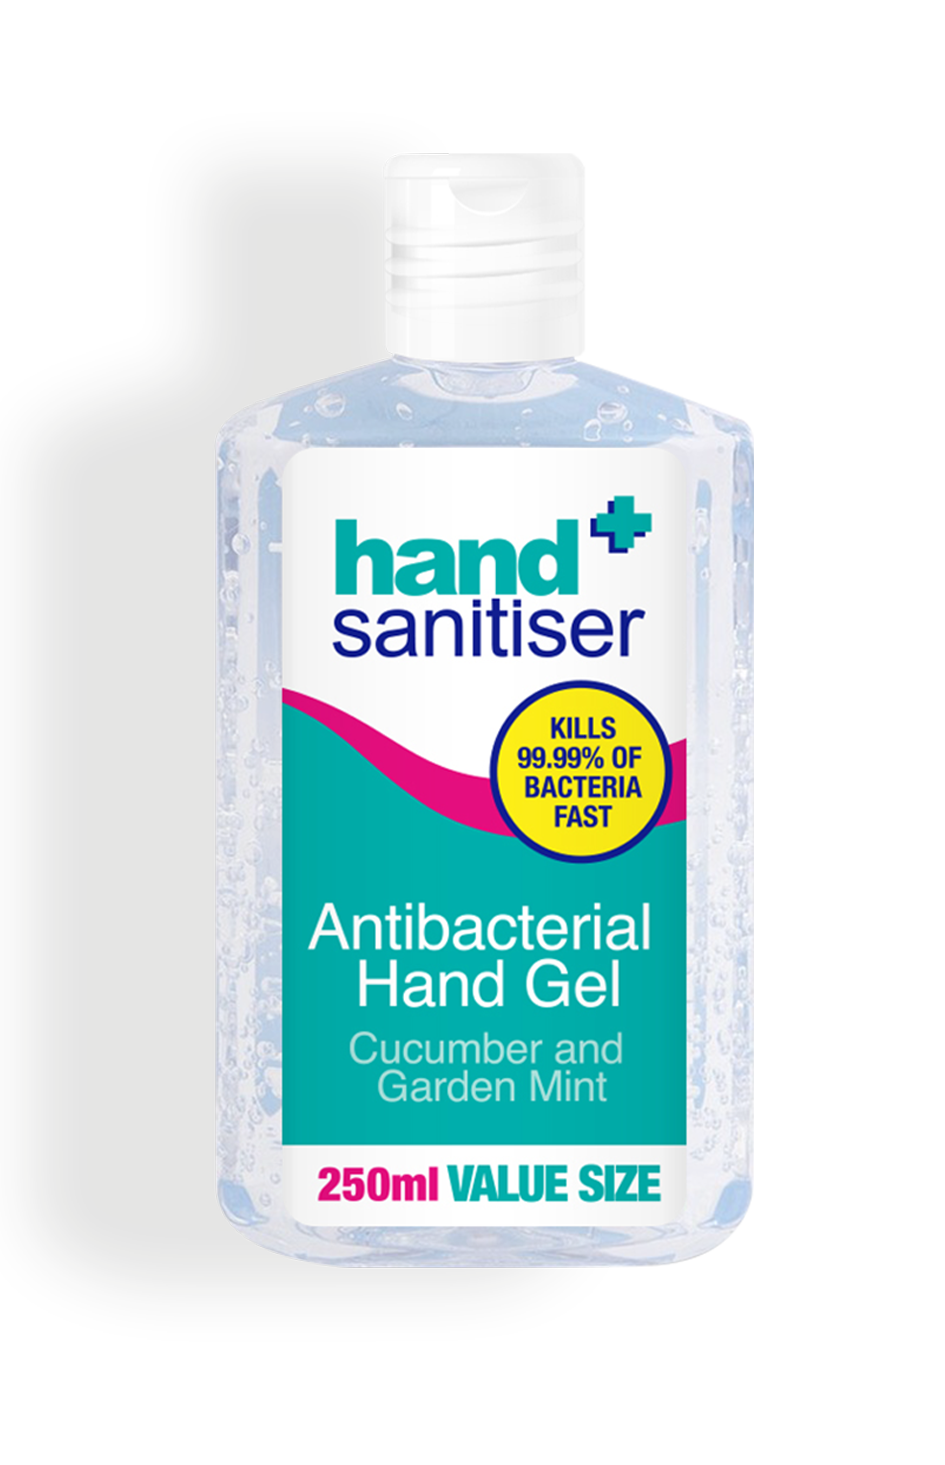 hand
sanitiser
KILLS
99.99% OF
BACTERIA
FAST
Antibacterial
Hand Gel
Cucumber and
Garden Mint
250ml VALUE SIZE